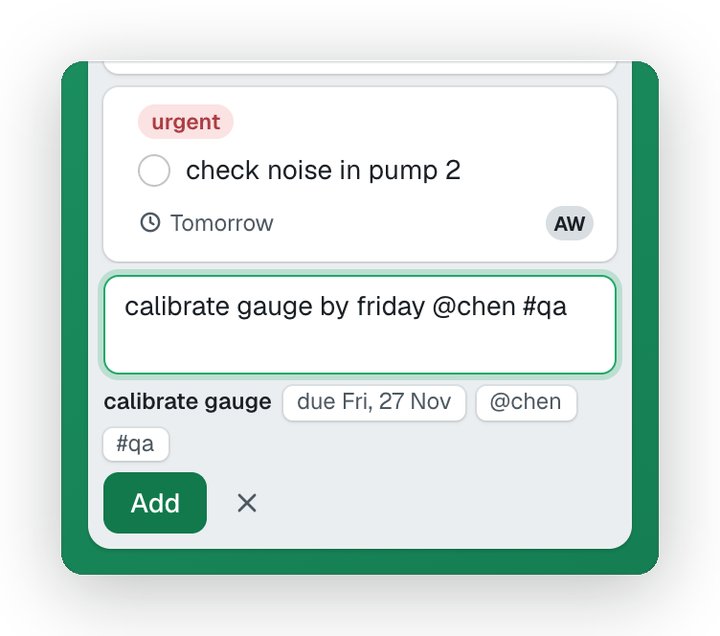 urgent
check noise in pump 2
Tomorrow
AW
calibrate gauge by friday @chen #qa
calibrate gauge due Fri, 27 Nov @chen
#qa
Add